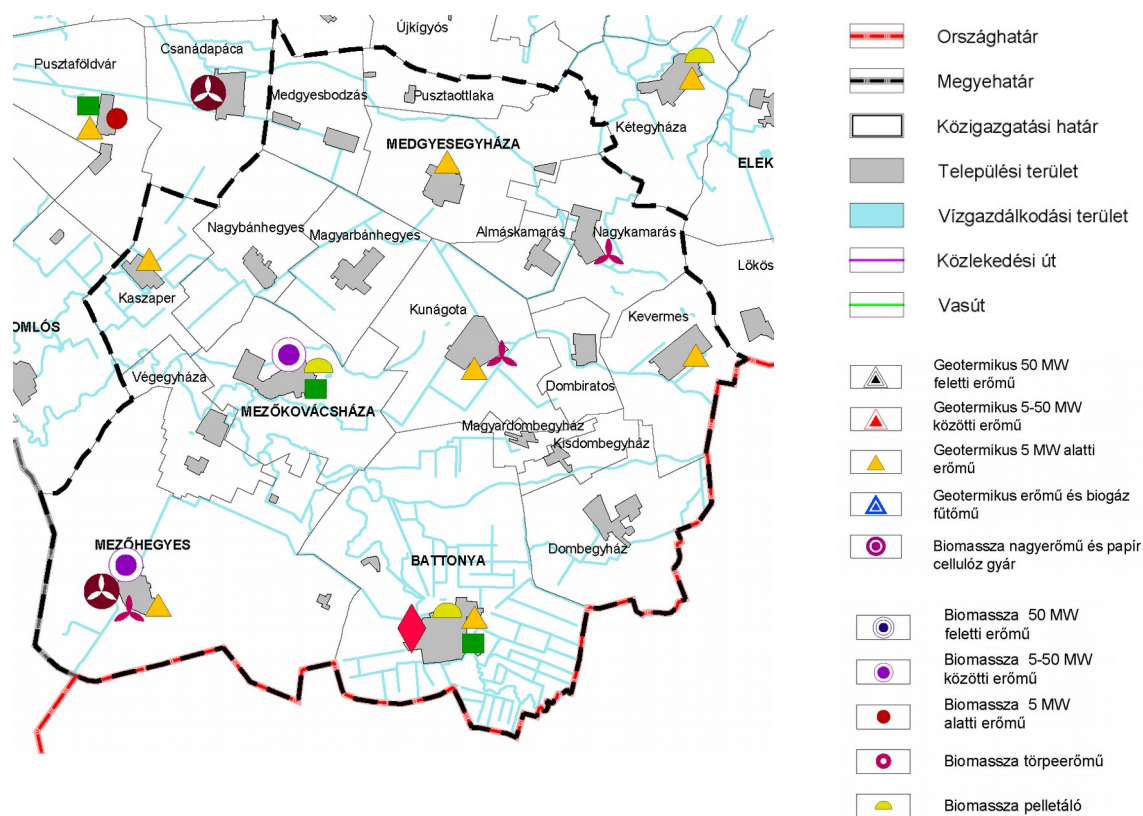 Újkígyós
Csanádapáca
Pusztaföldvár
Medgyesbodzás
Pusztaottlaka
Kétegyháza
MEDGYESEGYHÁZA
ELEK
Nagybánhegyes
Magyarbánhegyes
Almáskamarás
Nagykamarás
Lőkös
Kaszaper
Kunágota
Kevermes
OMLÓS
Végegyháza
Dombiratos
MEZŐKOVÁCSHÁZA
Magyardombegyház
Kisdombegyház
MEZŐHEGYES
BATTONYA
Dombegyház
Országhatár
Megyehatár
Közigazgatási határ
Települési terület
Vízgazdálkodási terület
Közlekedési út
Vasút
Geotermikus 50 MW
feletti erőmű
Geotermikus 5-50 MW
közötti erőmű
Geotermikus 5 MW alatti
erőmű
Geotermikus erőmű és biogáz
fűtőmű
Biomassza nagyerőmű és papír
cellulóz gyár
Biomassza 50 MW
feletti erőmű
Biomassza 5-50 MW
közötti erőmű
Biomassza 5 MW
alatti erőmű
Biomassza törpeerőmű
Biomassza pelletáló